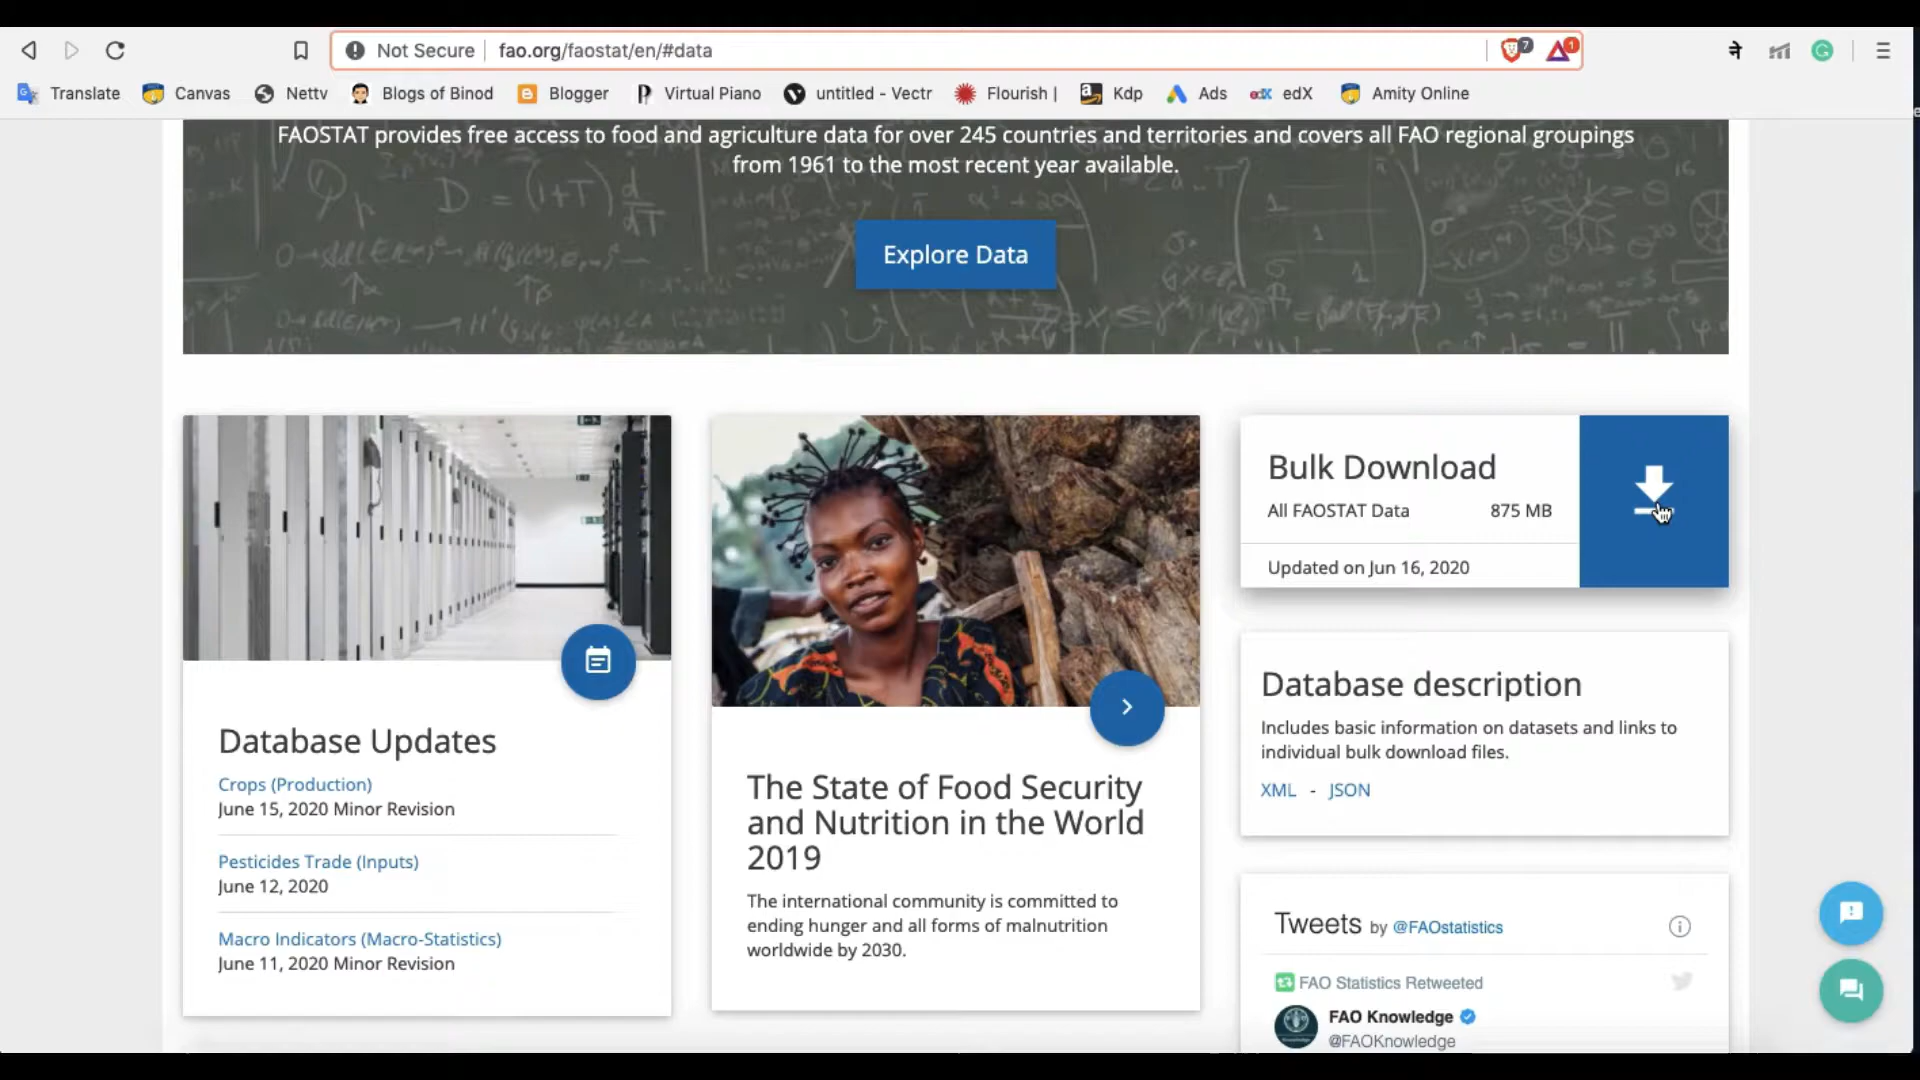 Not Secure fao.org/faostat/en/#data 7 1 ने
Translate Canvas Nettv Blogs of Binod Blogger Virtual Piano untitled - Vectr Flourish | Kdp Ads edX Amity Online
FAOSTAT provides free access to food and agriculture data for over 245 countries and territories and covers all FAO regional groupings
from 1961 to the most recent year available.
Explore Data
Database Updates
Crops (Production)
June 15, 2020 Minor Revision
Pesticides Trade (Inputs)
June 12, 2020
Macro Indicators (Macro-Statistics)
June 11, 2020 Minor Revision
The State of Food Security
and Nutrition in the World
2019
The international community is committed to
ending hunger and all forms of malnutrition
worldwide by 2030.
Bulk Download
All FAOSTAT Data 875 MB
Updated on Jun 16, 2020
Database description
Includes basic information on datasets and links to
individual bulk download files.
XML - JSON
Tweets by @FAOstatistics
FAO Statistics Retweeted
FAO Knowledge
@FAOKnowledge